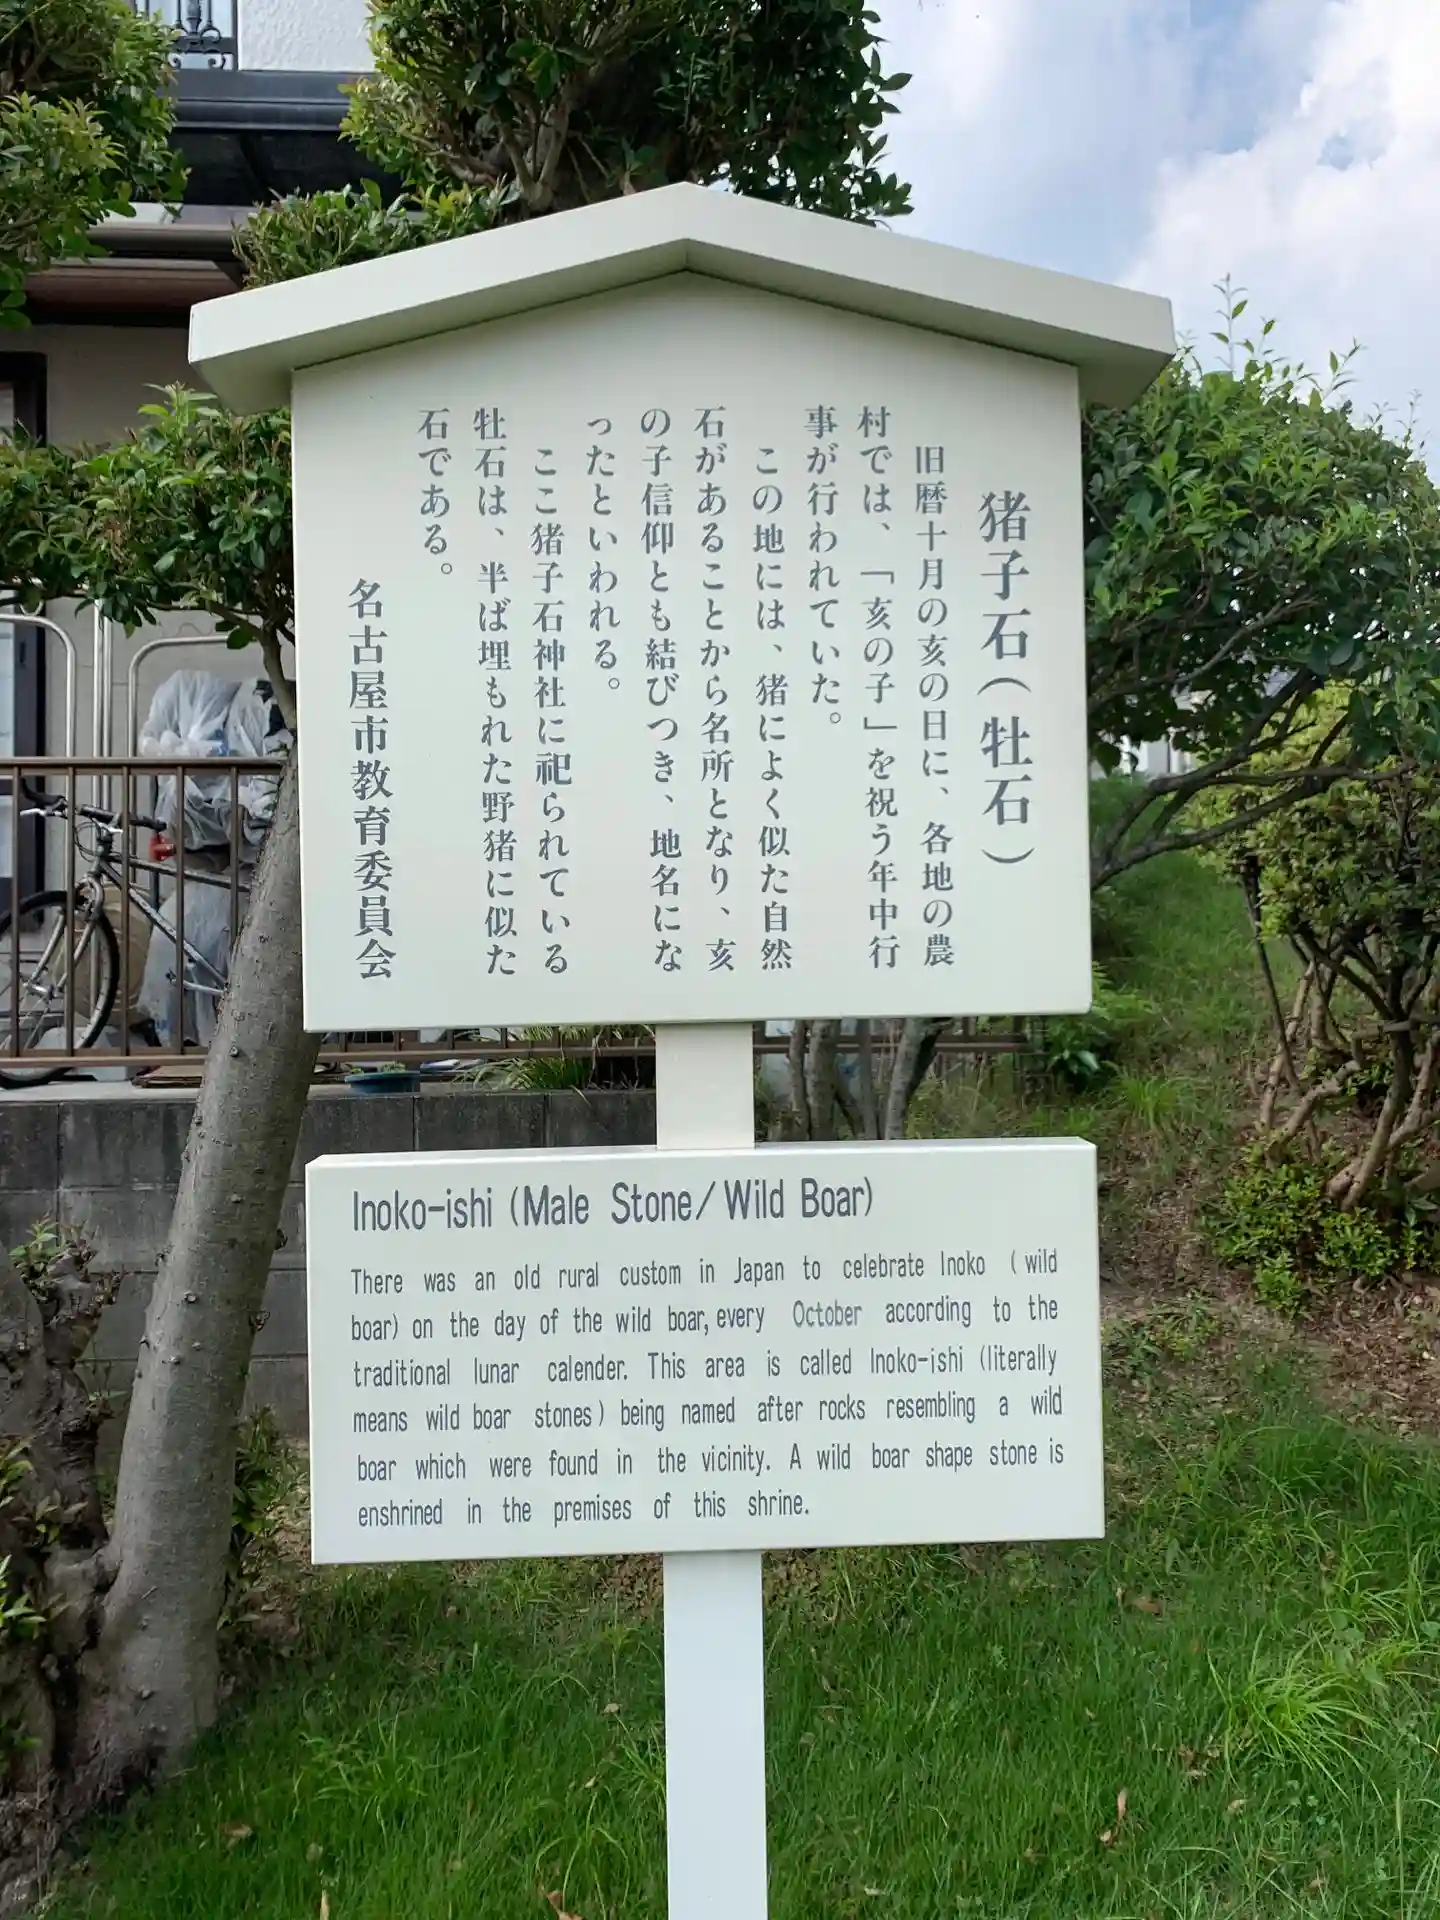 猪子石(牡石)
旧暦十月の亥の日に、各地の農
村では、「亥の子」を祝う年中行
事が行われていた。
この地には、猪によく似た自然
石があることから名所となり、亥
の子信仰とも結びつき、地名にな
ったといわれる。
ここ猪子石神社に祀られている
牡石は、半ば埋もれた野猪に似た
石である。
名古屋市教育委員会
Inoko-ishi (Male Stone/Wild Boar)
There was an old rural custom in Japan to celebrate Inoko (wild
boar) on the day of the wild boar, every October according to the
traditional lunar calender. This area is called Inoko-ishi (literally
means wild boar stones) being named after rocks resembling a wild
boar which were found in the vicinity. A wild boar shape stone is
enshrined in the premises of this shrine.